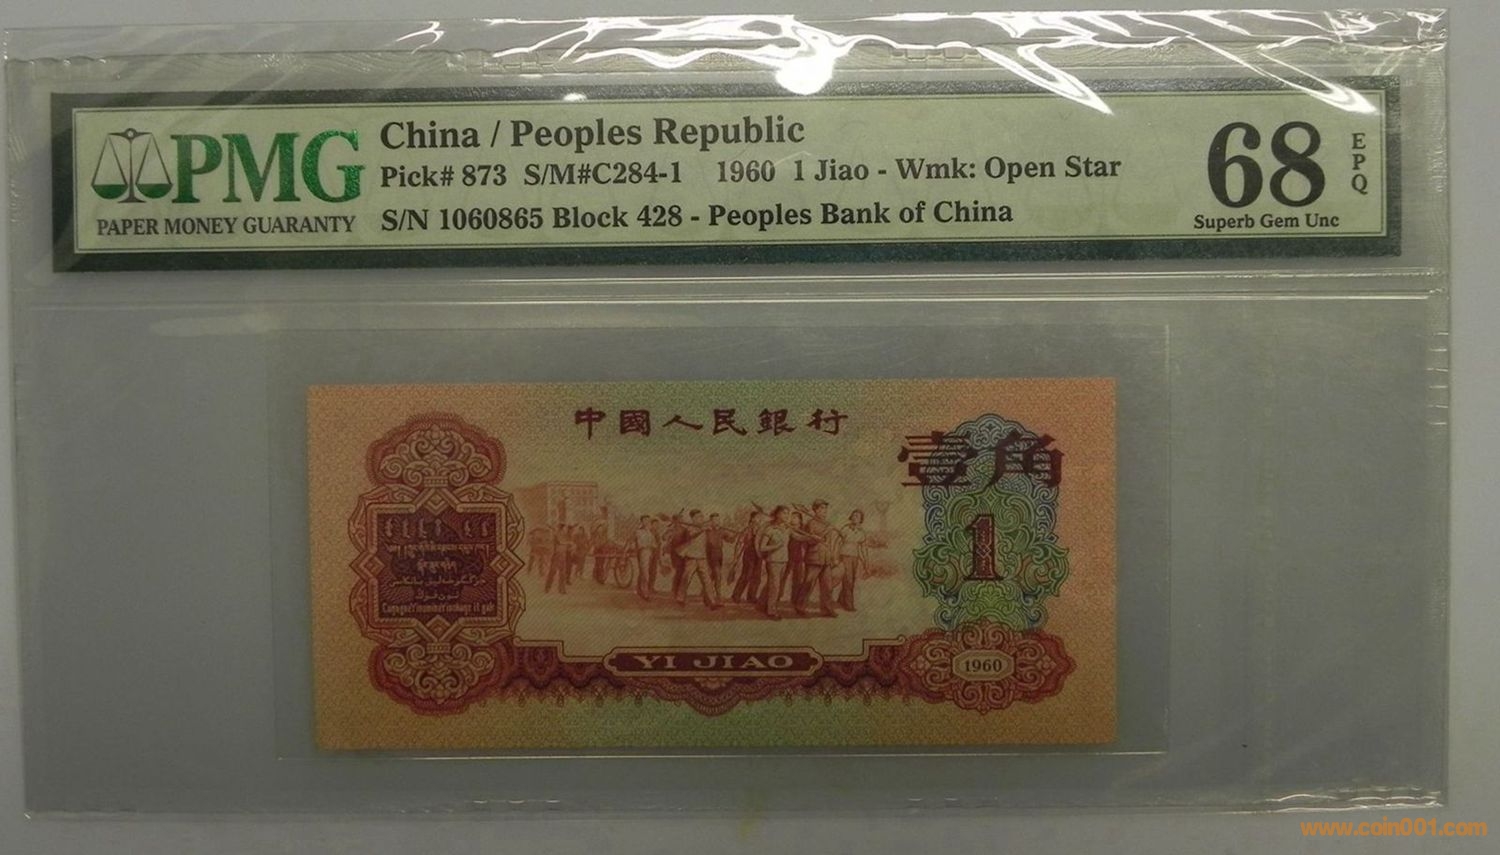 PMG
PAPER MONEY GUARANTY
China / Peoples Republic
Pick# 873 S/M#C284-1 1960 1 Jiao - Wmk: Open Star
S/N 1060865 Block 428 - Peoples Bank of China
68
EPQ
Superb Gem Unc
中國人民銀行
壹角
1
YI JIAO
1960
www.coin001.com